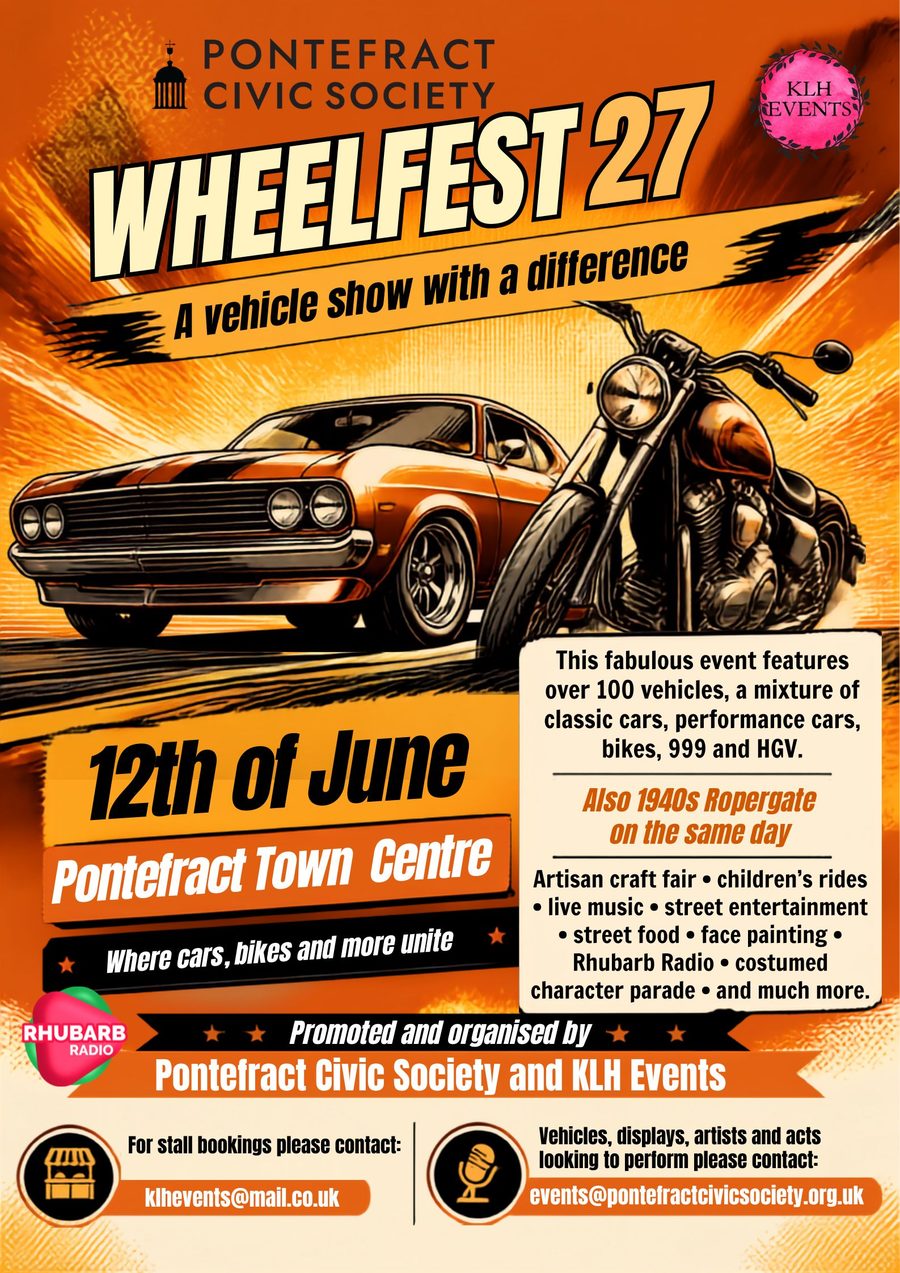 PONTEFRACT
CIVIC SOCIETY
KLH
EVENTS
WHEELFEST 27
A vehicle show with a difference
This fabulous event features
over 100 vehicles, a mixture of
classic cars, performance cars,
bikes, 999 and HGV.
Also 1940s Ropergate
on the same day
Artisan craft fair • children's rides
• live music • street entertainment
• street food • face painting •
Rhubarb Radio • costumed
character parade • and much more.
12th of June
Pontefract Town Centre
Where cars, bikes and more unite
RHUBARB
RADIO
Promoted and organised by
Pontefract Civic Society and KLH Events
For stall bookings please contact:
klhevents@mail.co.uk
Vehicles, displays, artists and acts
looking to perform please contact:
events@pontefractcivicsociety.org.uk